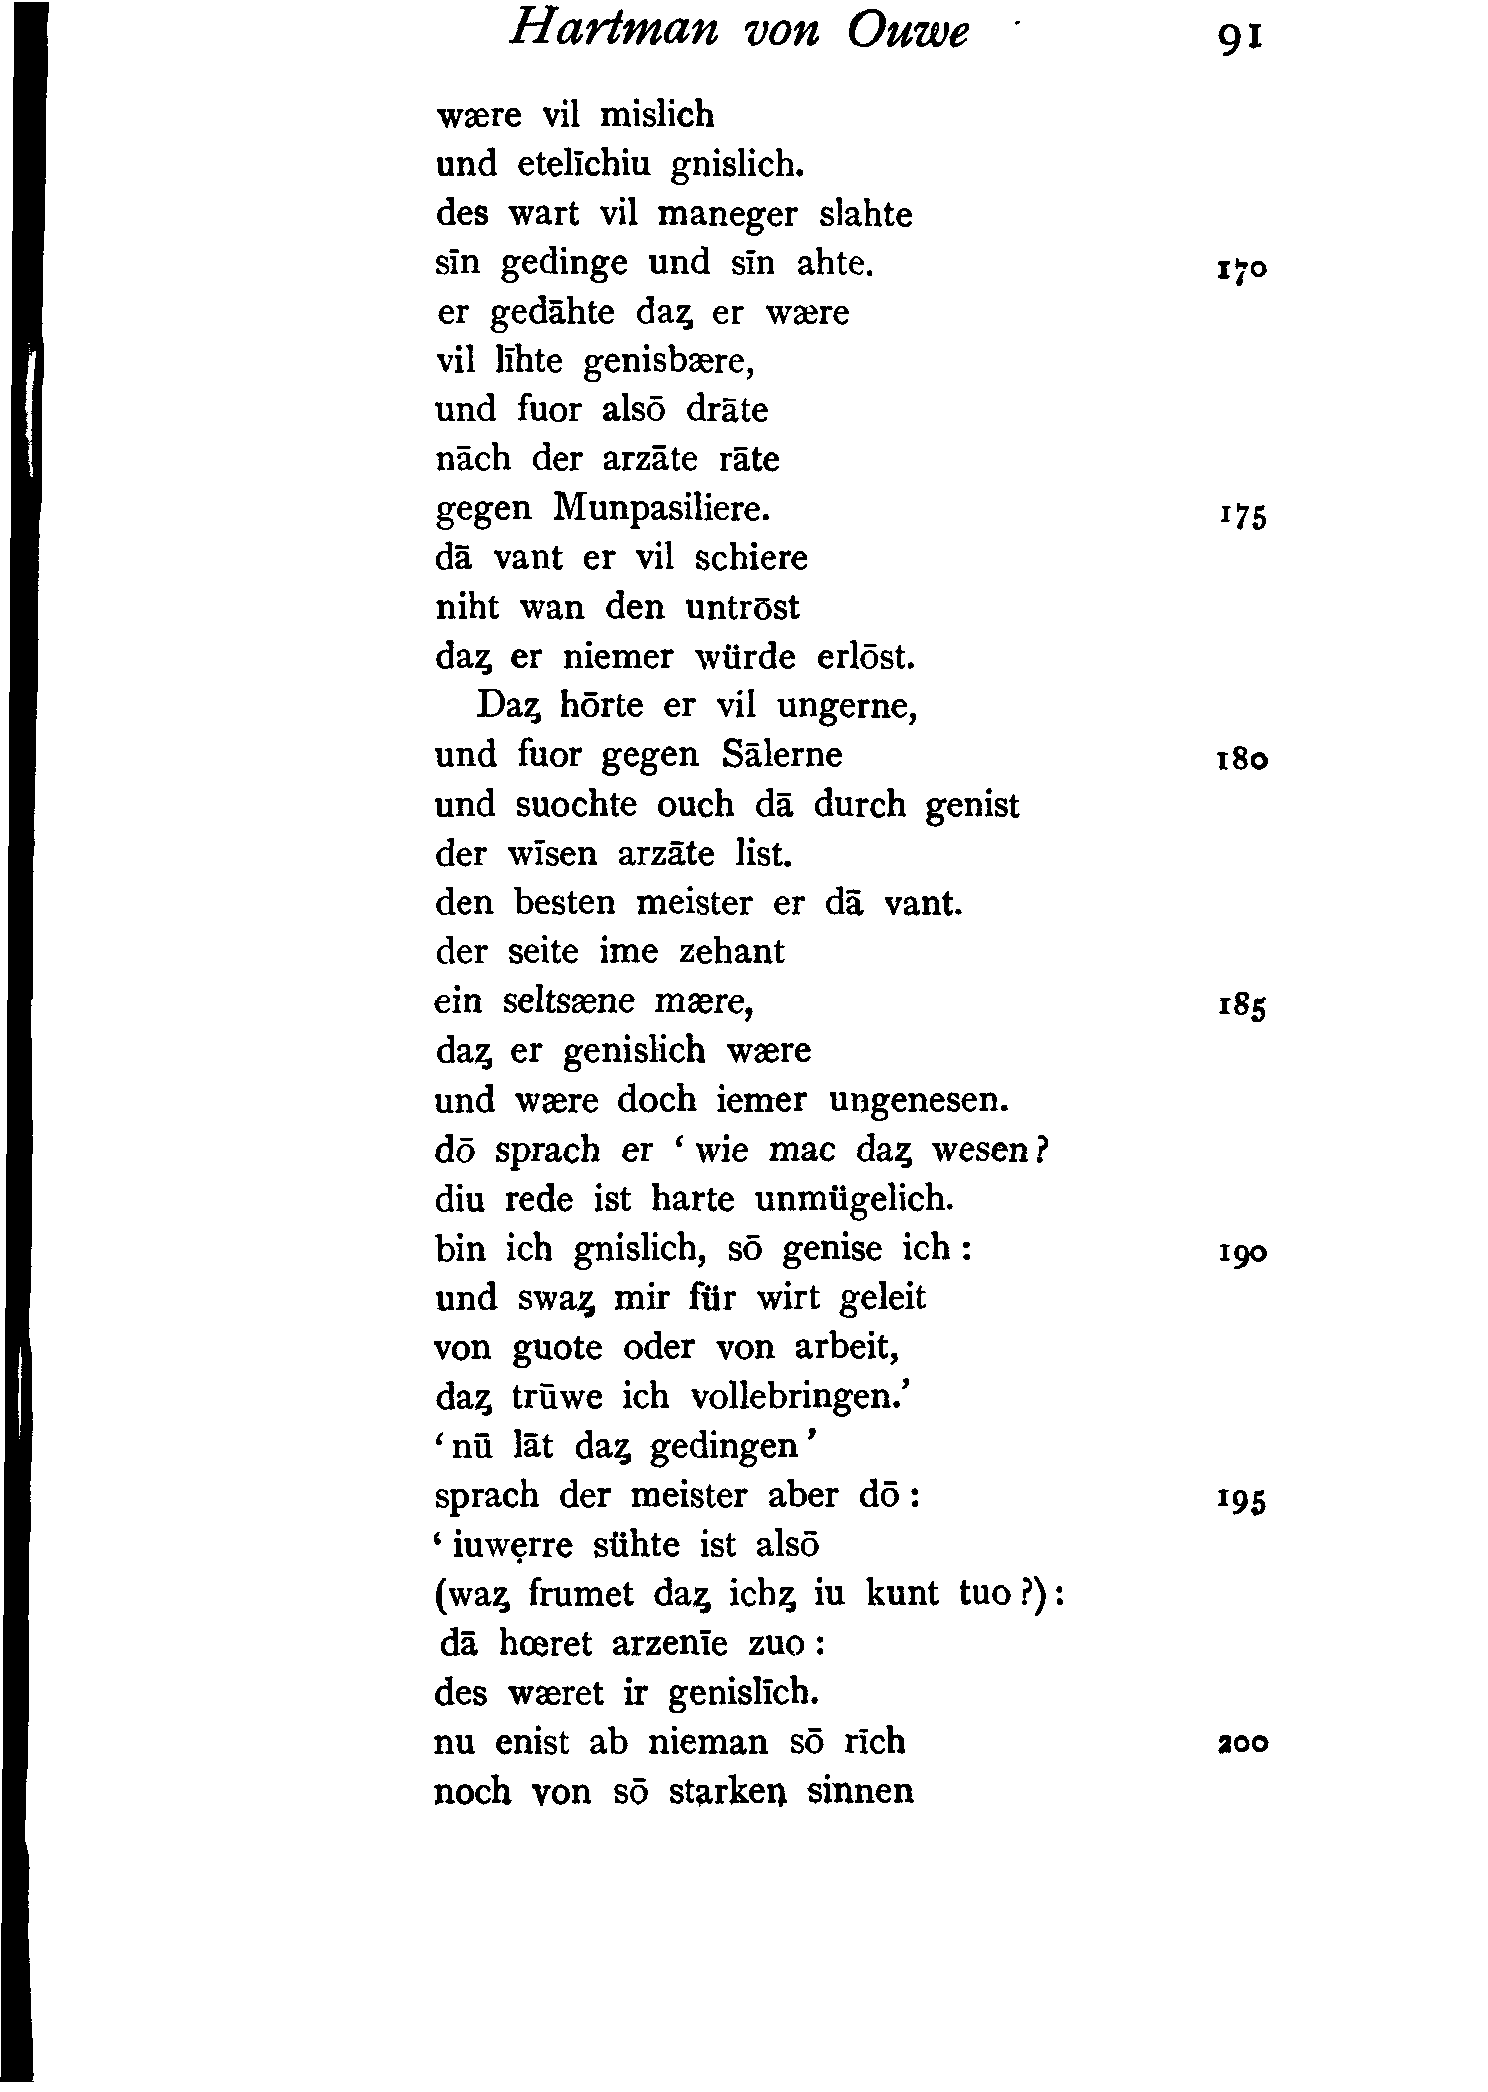 Hartman von Ouwe 91
wære vil mislich
und etelīchiu gnislich.
des wart vil maneger slahte
sīn gedinge und sīn ahte. 170
er gedāhte daȥ er wære
vil līhte genisbære,
und fuor alsō drāte
nāch der arzāte rāte
gegen Munpasiliere. 175
dā vant er vil schiere
niht wan den untrōst
daȥ er niemer würde erlōst.
Daȥ hōrte er vil ungerne,
und fuor gegen Sālerne 180
und suochte ouch dā durch genist
der wīsen arzāte list.
den besten meister er dā vant.
der seite ime zehant
ein seltsæne mære, 185
daȥ er genislich wære
und wære doch iemer ungenesen.
dō sprach er ‘wie mac daȥ wesen?
diu rede ist harte unmügelich.
bin ich gnislich, sō genise ich: 190
und swaȥ mir für wirt geleit
von guote oder von arbeit,
daȥ trūwe ich vollebringen.’
‘nū lāt daȥ gedingen’
sprach der meister aber dō: 195
‘iuwẹrre sühte ist alsō
(waȥ frumet daȥ ichȥ iu kunt tuo?):
dā hœret arzenīe zuo:
des wæret ir genislīch.
nu enist ab nieman sō rīch 200
noch von sō starken sinnen